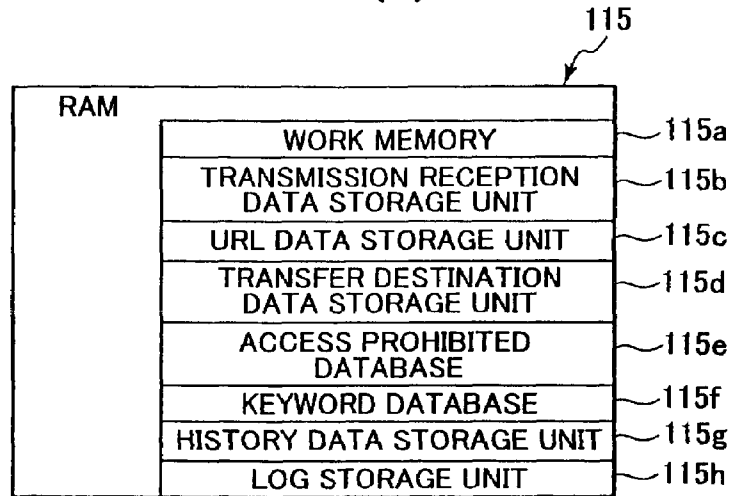 115
RAM
WORK MEMORY
115a
TRANSMISSION RECEPTION
DATA STORAGE UNIT
115b
URL DATA STORAGE UNIT
115c
TRANSFER DESTINATION
DATA STORAGE UNIT
115d
ACCESS PROHIBITED
DATABASE
115e
KEYWORD DATABASE
115f
HISTORY DATA STORAGE UNIT
115g
LOG STORAGE UNIT
115h